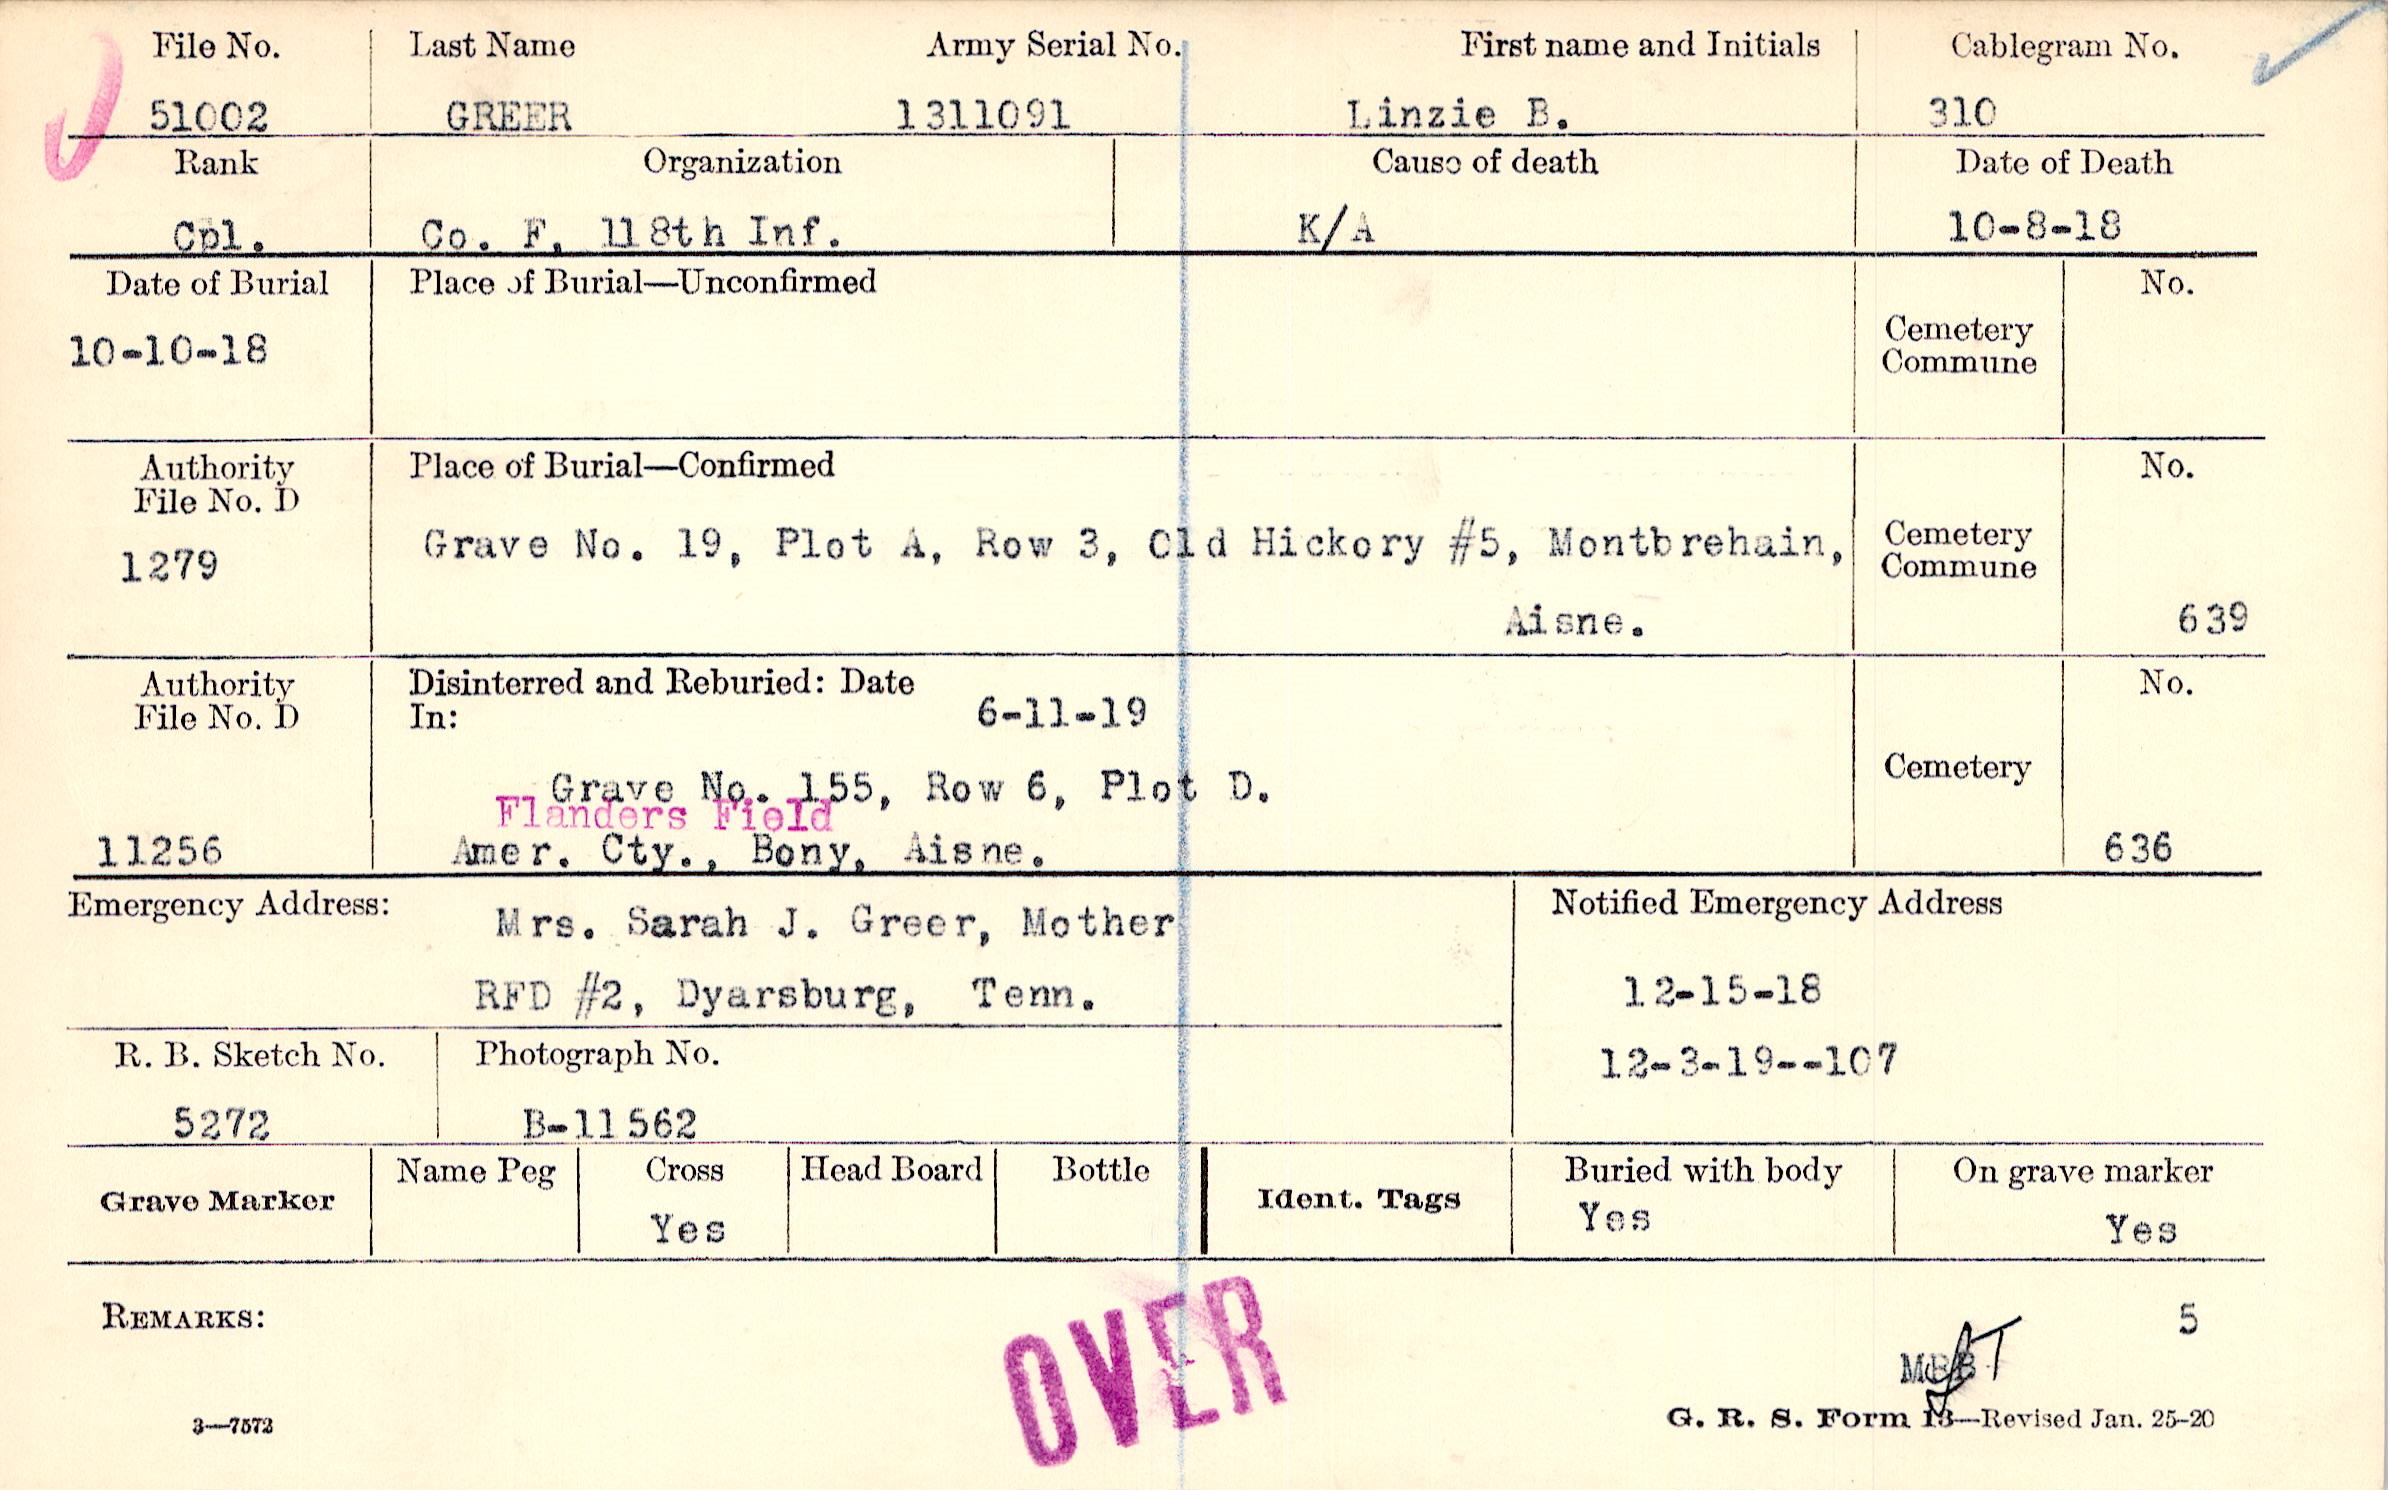 File No. Last Name Army Serial No. First name and Initials Cablegram No.
51002 GREER 1311091 Linzie B. 310
Rank Organization Cause of death Date of Death
Cpl. Co. F, 118th Inf. K/A 10-8-18
Date of Burial Place of Burial—Unconfirmed No.
10-10-18
Cemetery
Commune
Authority Place of Burial—Confirmed No.
File No. D
1279 Grave No. 19, Plot A, Row 3, Old Hickory #5, Montbrehain, Cemetery
Commune
Aisne. 639
Authority Disinterred and Reburied: Date No.
File No. D In: 6-11-19
Cemetery
Grave No. 155, Row 6, Plot D.
Flanders Field
11256 Amer. Cty., Bony, Aisne. 636
Emergency Address: Mrs. Sarah J. Greer, Mother Notified Emergency Address
RFD #2, Dyarsburg, Tenn. 12-15-18
R. B. Sketch No. Photograph No. 12-3-19--107
5272 B-11562
Grave Marker Name Peg Cross Head Board Bottle Ident. Tags Buried with body On grave marker
Yes Yes Yes
REMARKS: 5
OVER
3—7572 G. R. S. Form 13—Revised Jan. 25-20